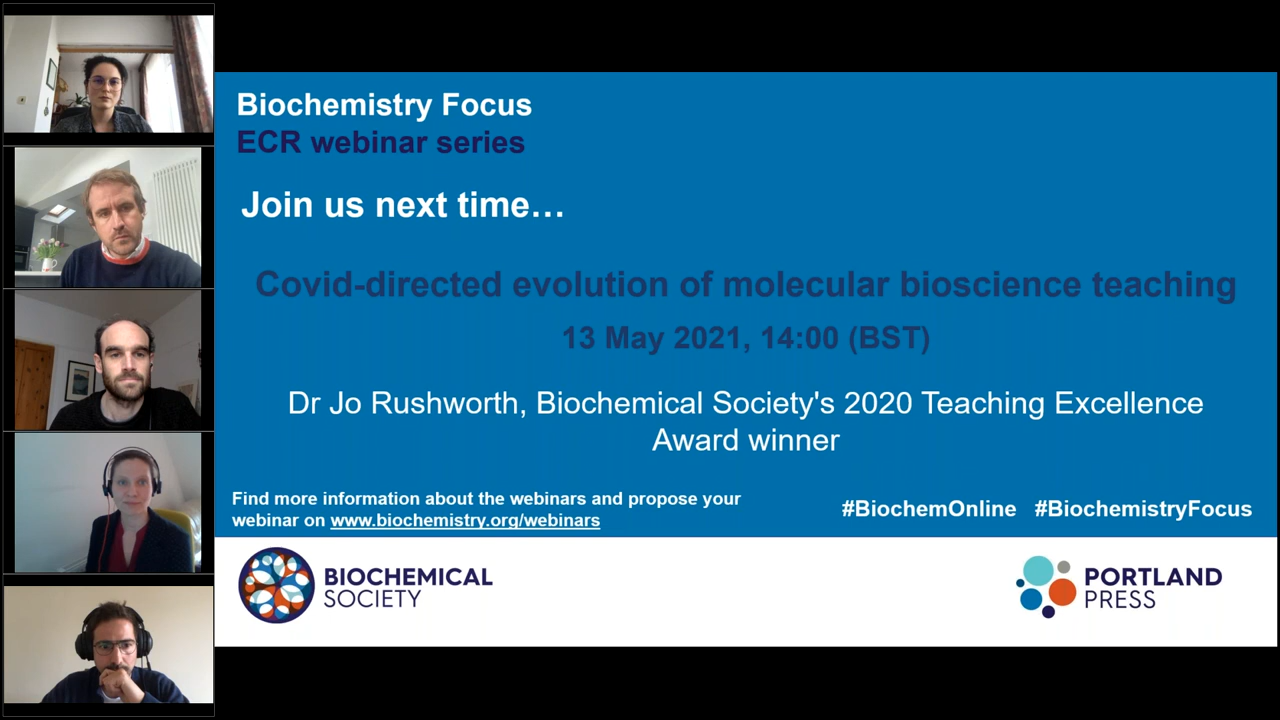 Biochemistry Focus
ECR webinar series
Join us next time…
Covid-directed evolution of molecular bioscience teaching
13 May 2021, 14:00 (BST)
Dr Jo Rushworth, Biochemical Society's 2020 Teaching Excellence
Award winner
Find more information about the webinars and propose your
webinar on www.biochemistry.org/webinars
#BiochemOnline #BiochemistryFocus
BIOCHEMICAL
SOCIETY
PORTLAND
PRESS